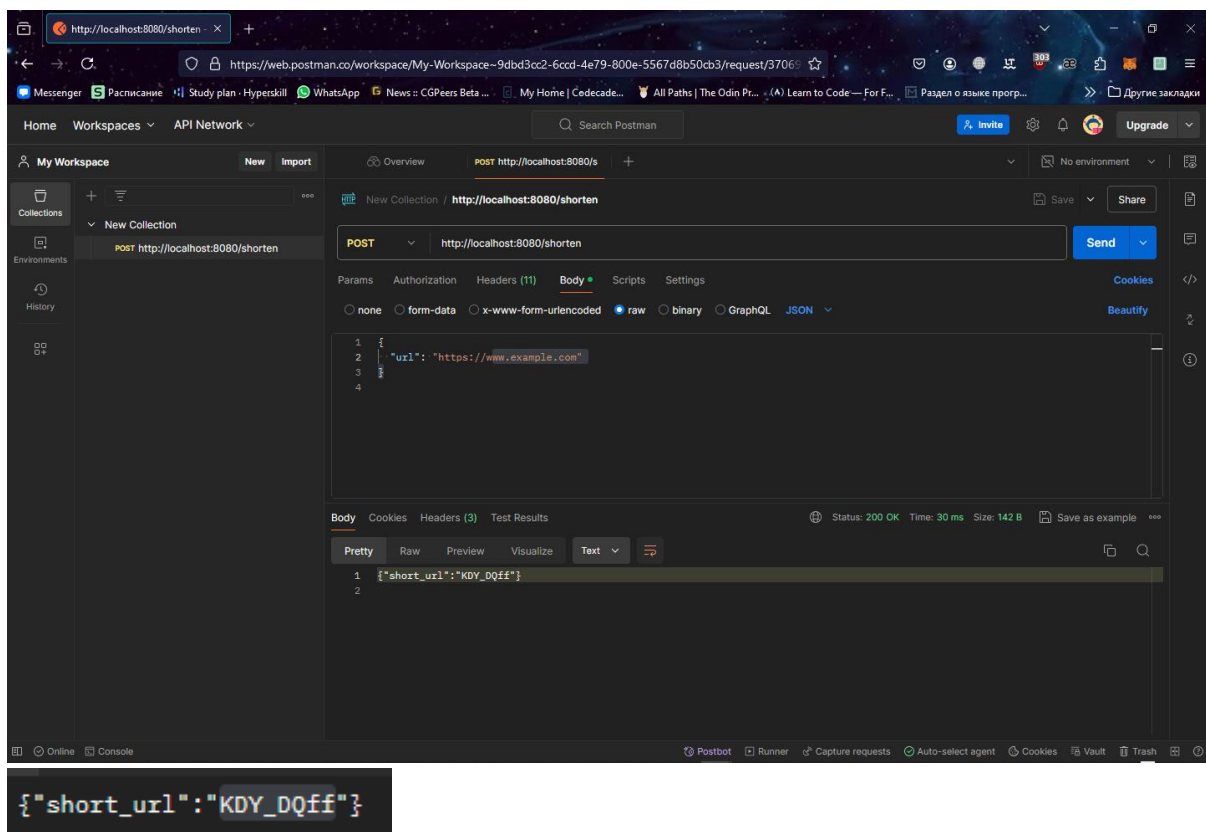 http://localhost:8080/shorten -
https://web.postman.co/workspace/My-Workspace~9dbd3cc2-6ccd-4e79-800e-5567d8b50cb3/request/37069
303
Messenger Расписание Study plan · Hyperskill WhatsApp News :: CGPeers Beta ... My Home | Codecade... All Paths | The Odin Pr... (A) Learn to Code — For F... Раздел о языке прогр... Другие закладки
Home Workspaces API Network Search Postman Invite Upgrade
My Workspace New Import Overview POST http://localhost:8080/s No environment
Collections
New Collection / http://localhost:8080/shorten Save Share
New Collection
POST http://localhost:8080/shorten
Environments
History
POST http://localhost:8080/shorten Send
Params Authorization Headers (11) Body Scripts Settings Cookies
none form-data x-www-form-urlencoded raw binary GraphQL JSON Beautify
1 {
2 "url": "https://www.example.com"
3 }
4
Body Cookies Headers (3) Test Results Status: 200 OK Time: 30 ms Size: 142 B Save as example
Pretty Raw Preview Visualize Text
1 {"short_url":"KDY_DQff"}
2
Online Console Postbot Runner Capture requests Auto-select agent Cookies Vault Trash
{"short_url":"KDY_DQff"}